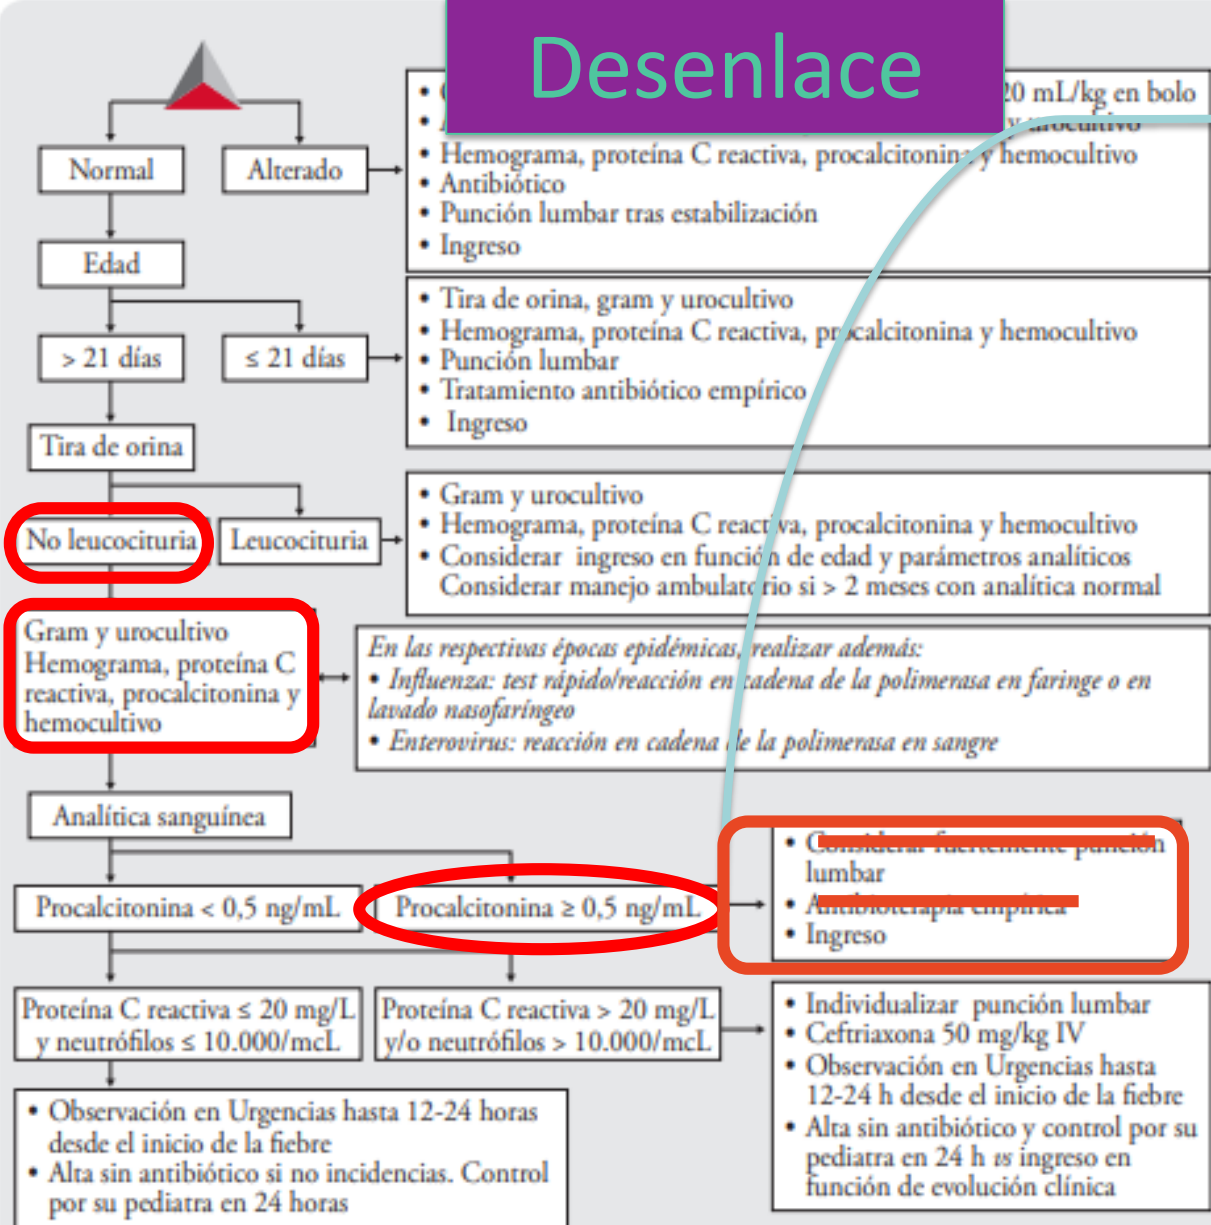 Desenlace
20 mL/kg en bolo
y urocultivo
• Hemograma, proteína C reactiva, procalcitonina y hemocultivo
• Antibiótico
• Punción lumbar tras estabilización
• Ingreso
Normal
Alterado
Edad
• Tira de orina, gram y urocultivo
• Hemograma, proteína C reactiva, procalcitonina y hemocultivo
• Punción lumbar
• Tratamiento antibiótico empírico
• Ingreso
> 21 días
≤ 21 días
Tira de orina
• Gram y urocultivo
• Hemograma, proteína C reactiva, procalcitonina y hemocultivo
• Considerar ingreso en función de edad y parámetros analíticos
Considerar manejo ambulatorio si > 2 meses con analítica normal
No leucocituria
Leucocituria
Gram y urocultivo
Hemograma, proteína C
reactiva, procalcitonina y
hemocultivo
En las respectivas épocas epidémicas, realizar además:
• Influenza: test rápido/reacción en cadena de la polimerasa en faringe o en
lavado nasofaríngeo
• Enterovirus: reacción en cadena de la polimerasa en sangre
Analítica sanguínea
Procalcitonina < 0,5 ng/mL
Procalcitonina ≥ 0,5 ng/mL
• Considerar fuertemente punción
lumbar
• Antibioterapia empírica
• Ingreso
Proteína C reactiva ≤ 20 mg/L
y neutrófilos ≤ 10.000/mcL
Proteína C reactiva > 20 mg/L
y/o neutrófilos > 10.000/mcL
• Individualizar punción lumbar
• Ceftriaxona 50 mg/kg IV
• Observación en Urgencias hasta
12-24 h desde el inicio de la fiebre
• Alta sin antibiótico y control por su
pediatra en 24 h vs ingreso en
función de evolución clínica
• Observación en Urgencias hasta 12-24 horas
desde el inicio de la fiebre
• Alta sin antibiótico si no incidencias. Control
por su pediatra en 24 horas